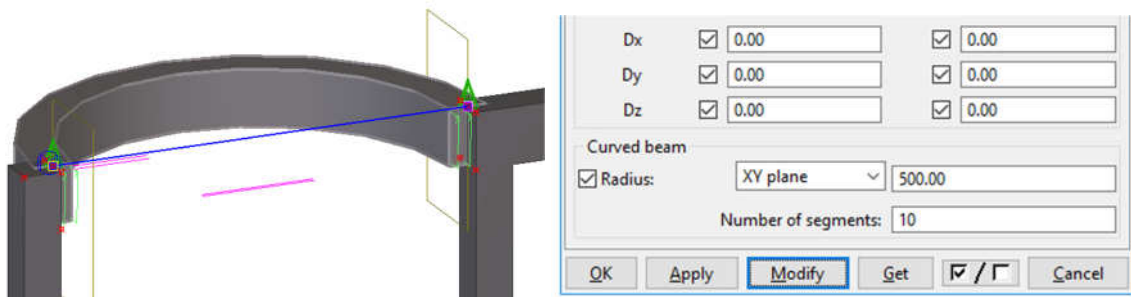 Dx 0.00 0.00
Dy 0.00 0.00
Dz 0.00 0.00
Curved beam
Radius: XY plane 500.00
Number of segments: 10
OK Apply Modify Get / Cancel